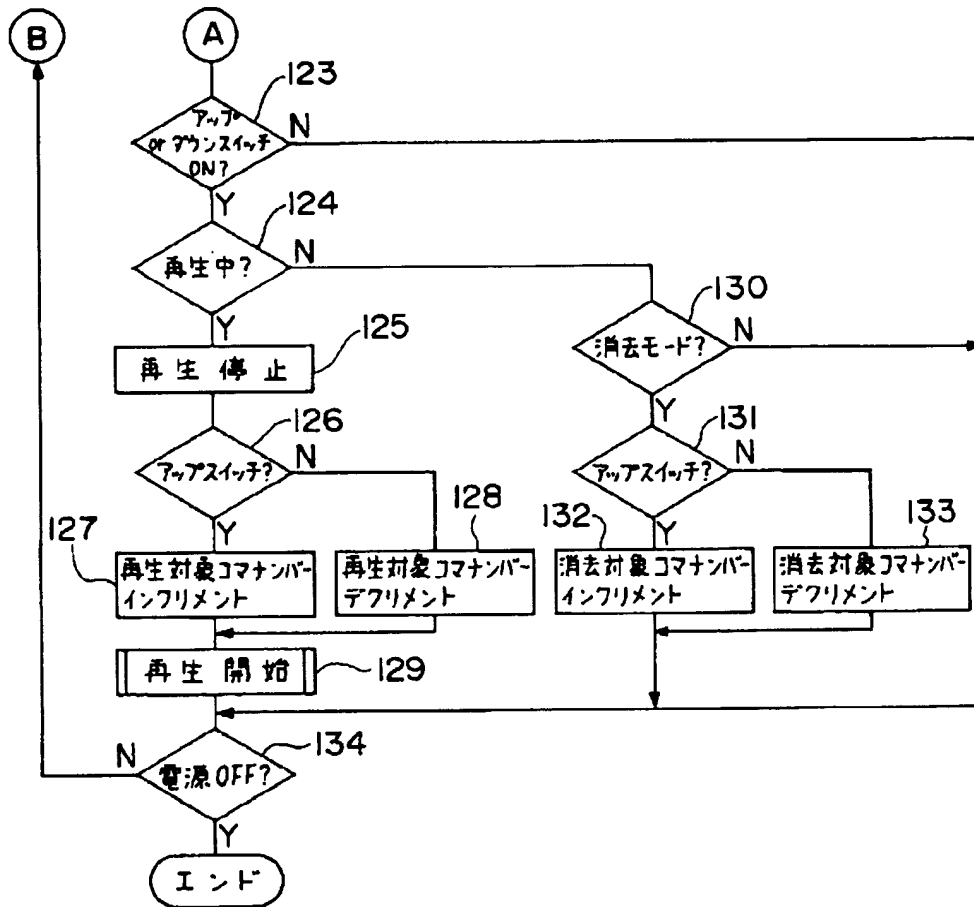 B
A
123
アップ
or ダウンスイッチ
ON?
N
Y
124
再生中?
N
Y
130
消去モード?
N
Y
125
再生停止
126
アップスイッチ?
N
Y
131
アップスイッチ?
N
Y
127
再生対象コマナンバー
インクリメント
128
再生対象コマナンバー
デクリメント
132
消去対象コマナンバー
インクリメント
133
消去対象コマナンバー
デクリメント
再生開始
129
134
電源OFF?
N
Y
エンド